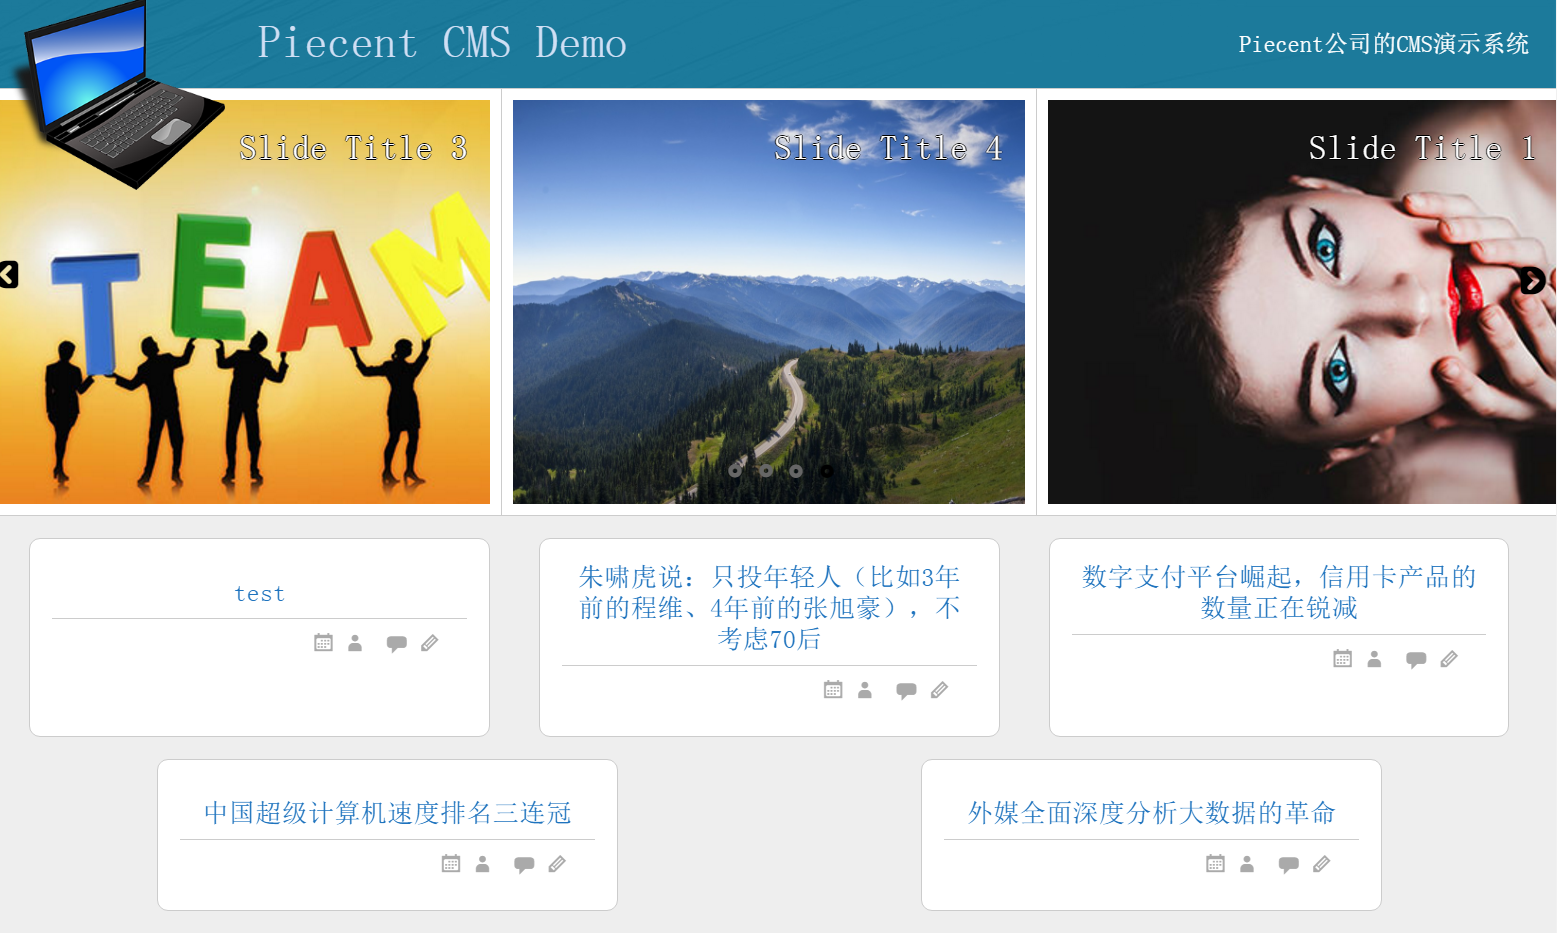 Piecent CMS Demo
Piecent公司的CMS演示系统
Slide Title 3
Slide Title 4
Slide Title 1
TEAM
test
朱啸虎说：只投年轻人（比如3年
前的程维、4年前的张旭豪），不
考虑70后
数字支付平台崛起，信用卡产品的
数量正在锐减
中国超级计算机速度排名三连冠
外媒全面深度分析大数据的革命